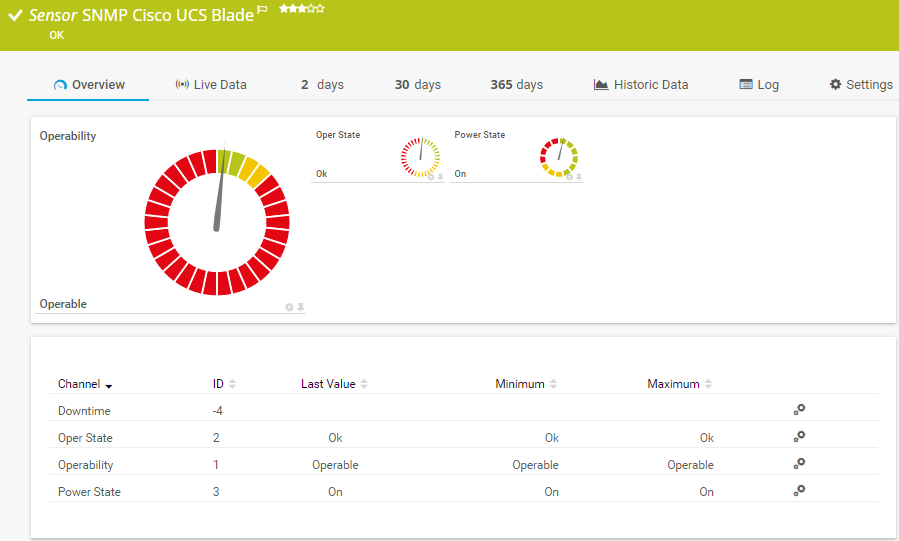 Sensor SNMP Cisco UCS Blade
OK
Overview Live Data 2 days 30 days 365 days Historic Data Log Settings
Operability
Oper State
Power State
Ok
On
Operable
Channel ID Last Value Minimum Maximum
Downtime -4
Oper State 2 Ok Ok Ok
Operability 1 Operable Operable Operable
Power State 3 On On On